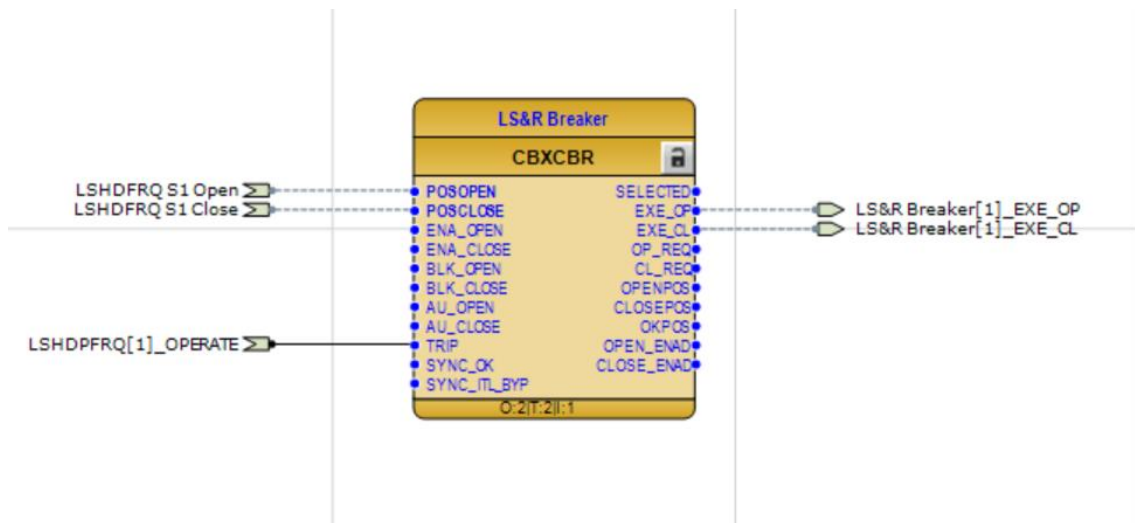 LS&R Breaker
CBXCBR
LSHDFRQ S1 Open
LSHDFRQ S1 Close
LSHDPFRQ[1]_OPERATE
POSOPEN
POSCLOSE
ENA_OPEN
ENA_CLOSE
BLK_OPEN
BLK_CLOSE
AU_OPEN
AU_CLOSE
TRIP
SYNC_OK
SYNC_ITL_BYP
SELECTED
EXE_OP
EXE_CL
OP_REQ
CL_REQ
OPENPOS
CLOSEPOS
OKPOS
OPEN_ENAD
CLOSE_ENAD
O:2|T:2|I:1
LS&R Breaker[1]_EXE_OP
LS&R Breaker[1]_EXE_CL